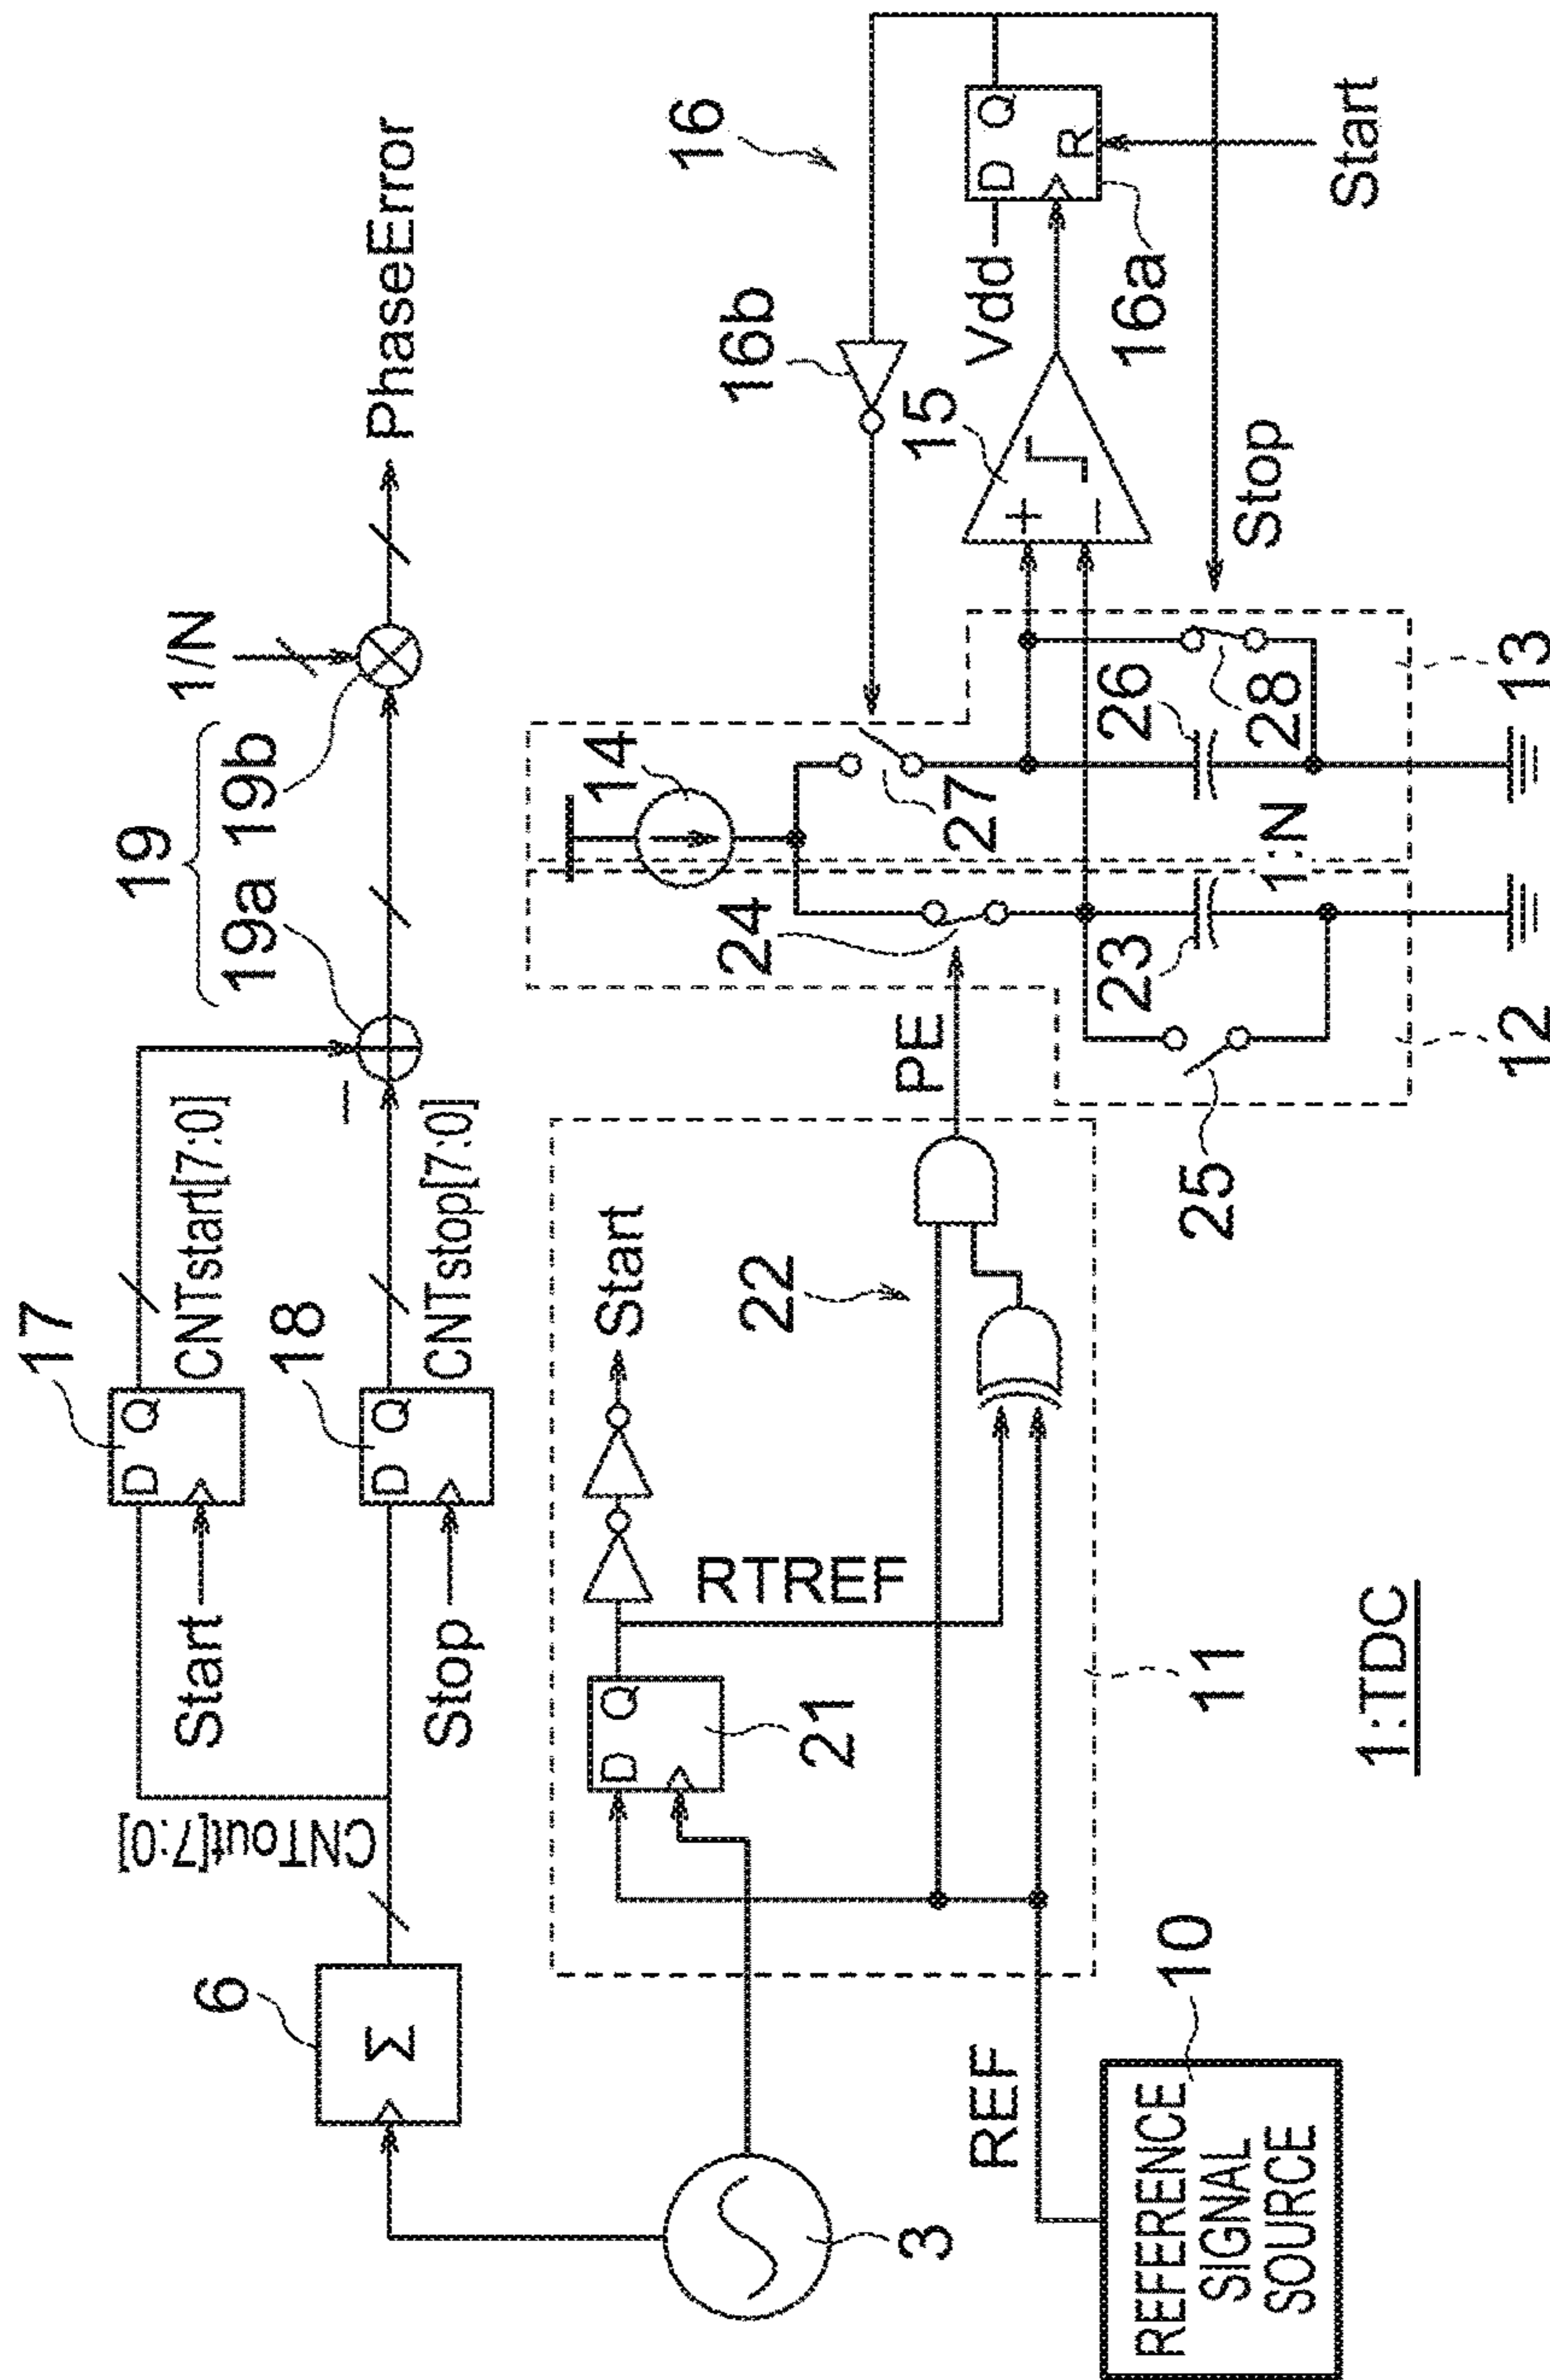 17
Start
D Q
CNTstart[7:0]
6
Σ
CNTout[7:0]
18
Stop
D Q
CNTstop[7:0]
19
19a 19b
−
1/N
PhaseError
3
REF
REFERENCE
SIGNAL
SOURCE
10
D Q
21
RTREF
Start
22
11
PE
14
24
27
25
23
1:N
26
28
12
13
16b
15
+
−
16
Vdd
D Q
R
16a
Stop
Start
1:TDC